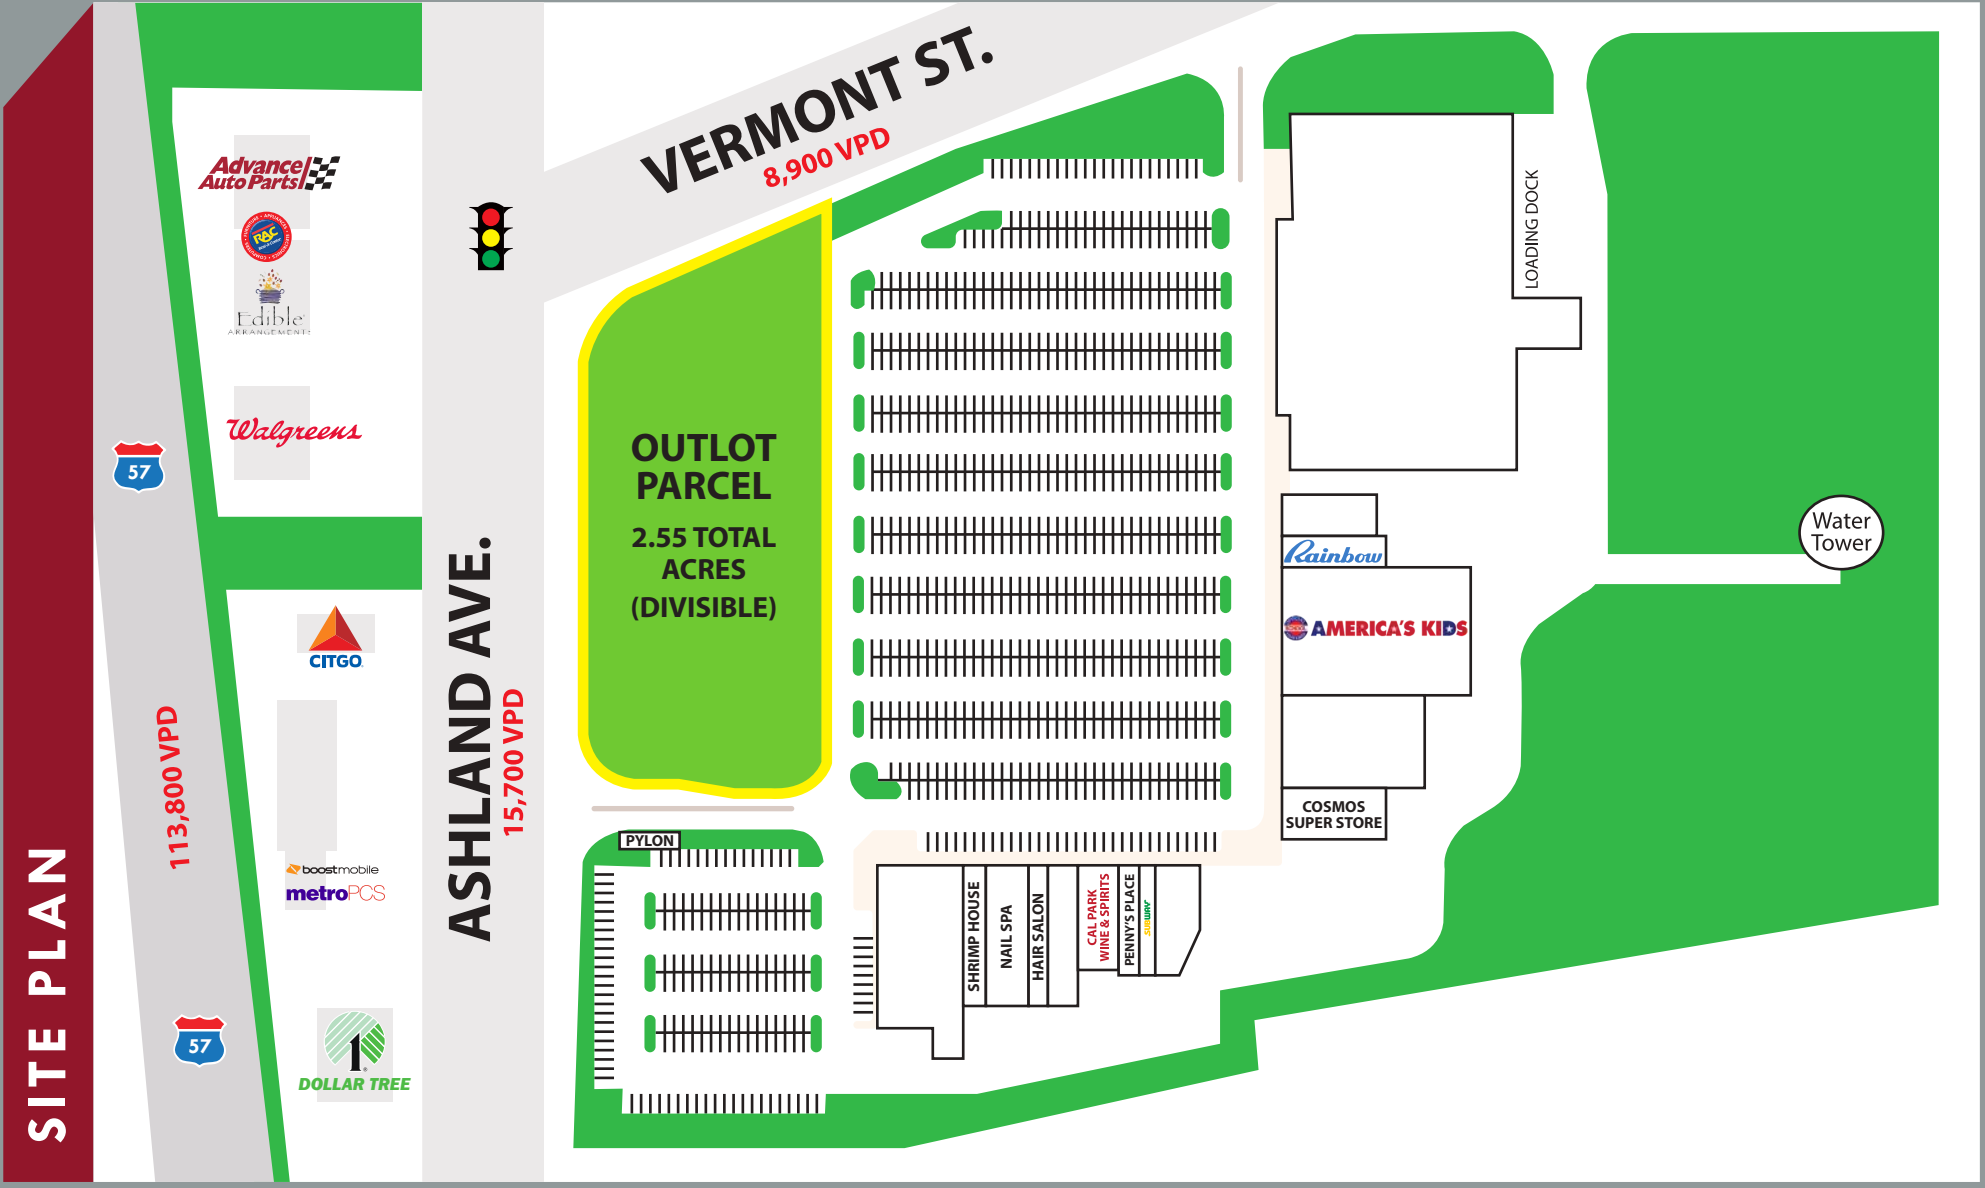 SITE PLAN
VERMONT ST.
8,900 VPD
Advance
Auto Parts
RAC
Edible
ARRANGEMENTS
Walgreens
57
OUTLOT
PARCEL
2.55 TOTAL
ACRES
(DIVISIBLE)
ASHLAND AVE.
15,700 VPD
113,800 VPD
CITGO
boostmobile
metroPCS
57
DOLLAR TREE
PYLON
LOADING DOCK
Rainbow
AMERICA'S KIDS
COSMOS
SUPER STORE
Water
Tower
SHRIMP HOUSE
NAIL SPA
HAIR SALON
CAL PARK
WINE & SPIRITS
PENNY'S PLACE
SUBWAY